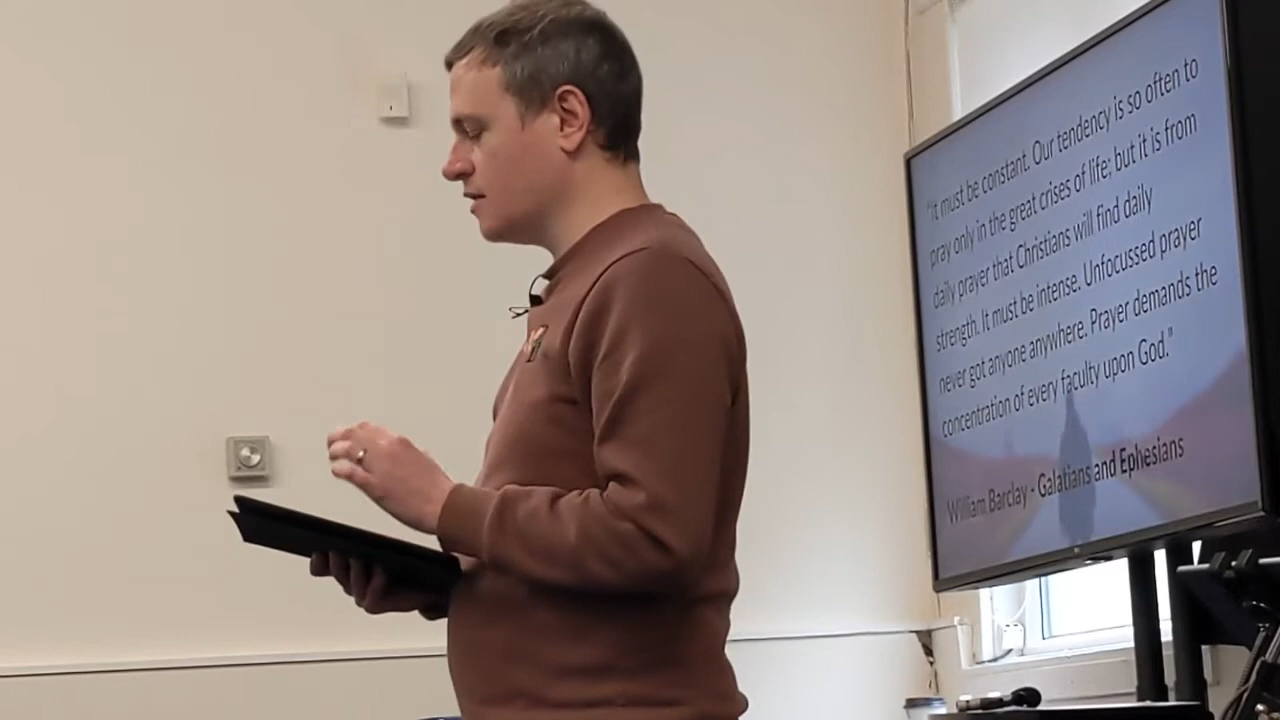 "It must be constant. Our tendency is so often to
pray only in the great crises of life; but it is from
daily prayer that Christians will find daily
strength. It must be intense. Unfocussed prayer
never got anyone anywhere. Prayer demands the
concentration of every faculty upon God."
William Barclay - Galatians and Ephesians